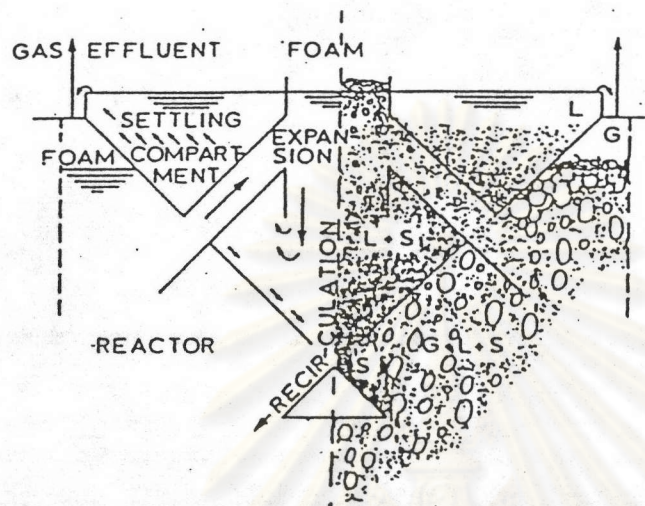 GAS EFFLUENT FOAM
SETTLING
COMPART-
MENT
FOAM
EXPAN
SION
L
G
L+S
REACTOR
RECIR-CULATION
S
G+L+S